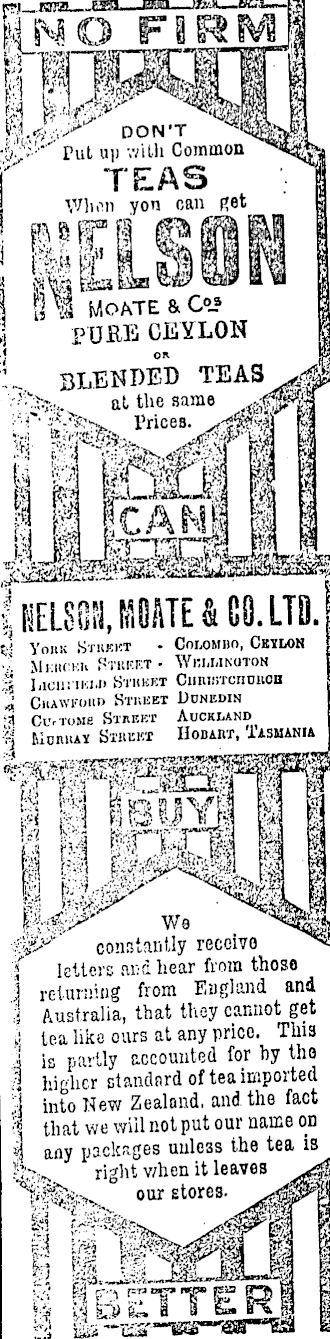 NO FIRM
DON'T
Put up with Common
TEAS
When you can get
NELSON
MOATE & Cos
PURE CEYLON
OR
BLENDED TEAS
at the same
Prices.
CAN
NELSON, MOATE & CO. LTD.
YORK STREET - COLOMBO, CEYLON
MERCER STREET - WELLINGTON
LICHFIELD STREET CHRISTCHURCH
CRAWFORD STREET DUNEDIN
CUSTOMS STREET AUCKLAND
MURRAY STREET HOBART, TASMANIA
BUY
We
constantly receive
letters and hear from those
returning from England and
Australia, that they cannot get
tea like ours at any price. This
is partly accounted for by the
higher standard of tea imported
into New Zealand, and the fact
that we will not put our name on
any packages unless the tea is
right when it leaves
our stores.
BETTER